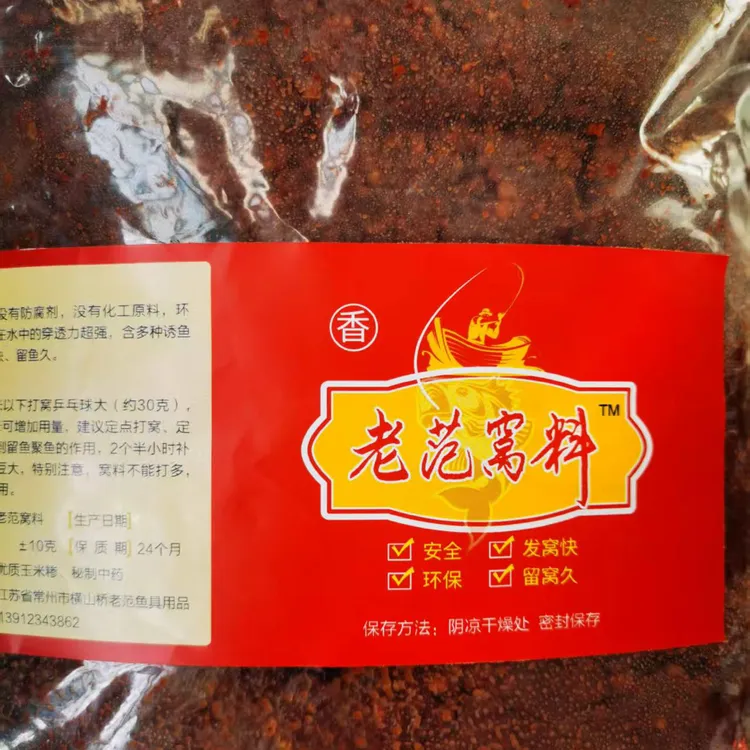 没有防腐剂，没有化工原料，环
在水中的穿透力超强，含多种诱鱼
、留鱼久。
以下打窝乒乓球大（约30克），
可增加用量，建议定点打窝、定
到留鱼聚鱼的作用，2个半小时补
豆大，特别注意，窝料不能打多，
用。
老范窝料 [生产日期]
±10克 [保质期] 24个月
优质玉米糁、秘制中药
江苏省常州市横山桥老范鱼具用品
13912343862
香
老范窝料 TM
安全 发窝快
环保 留窝久
保存方法：阴凉干燥处 密封保存